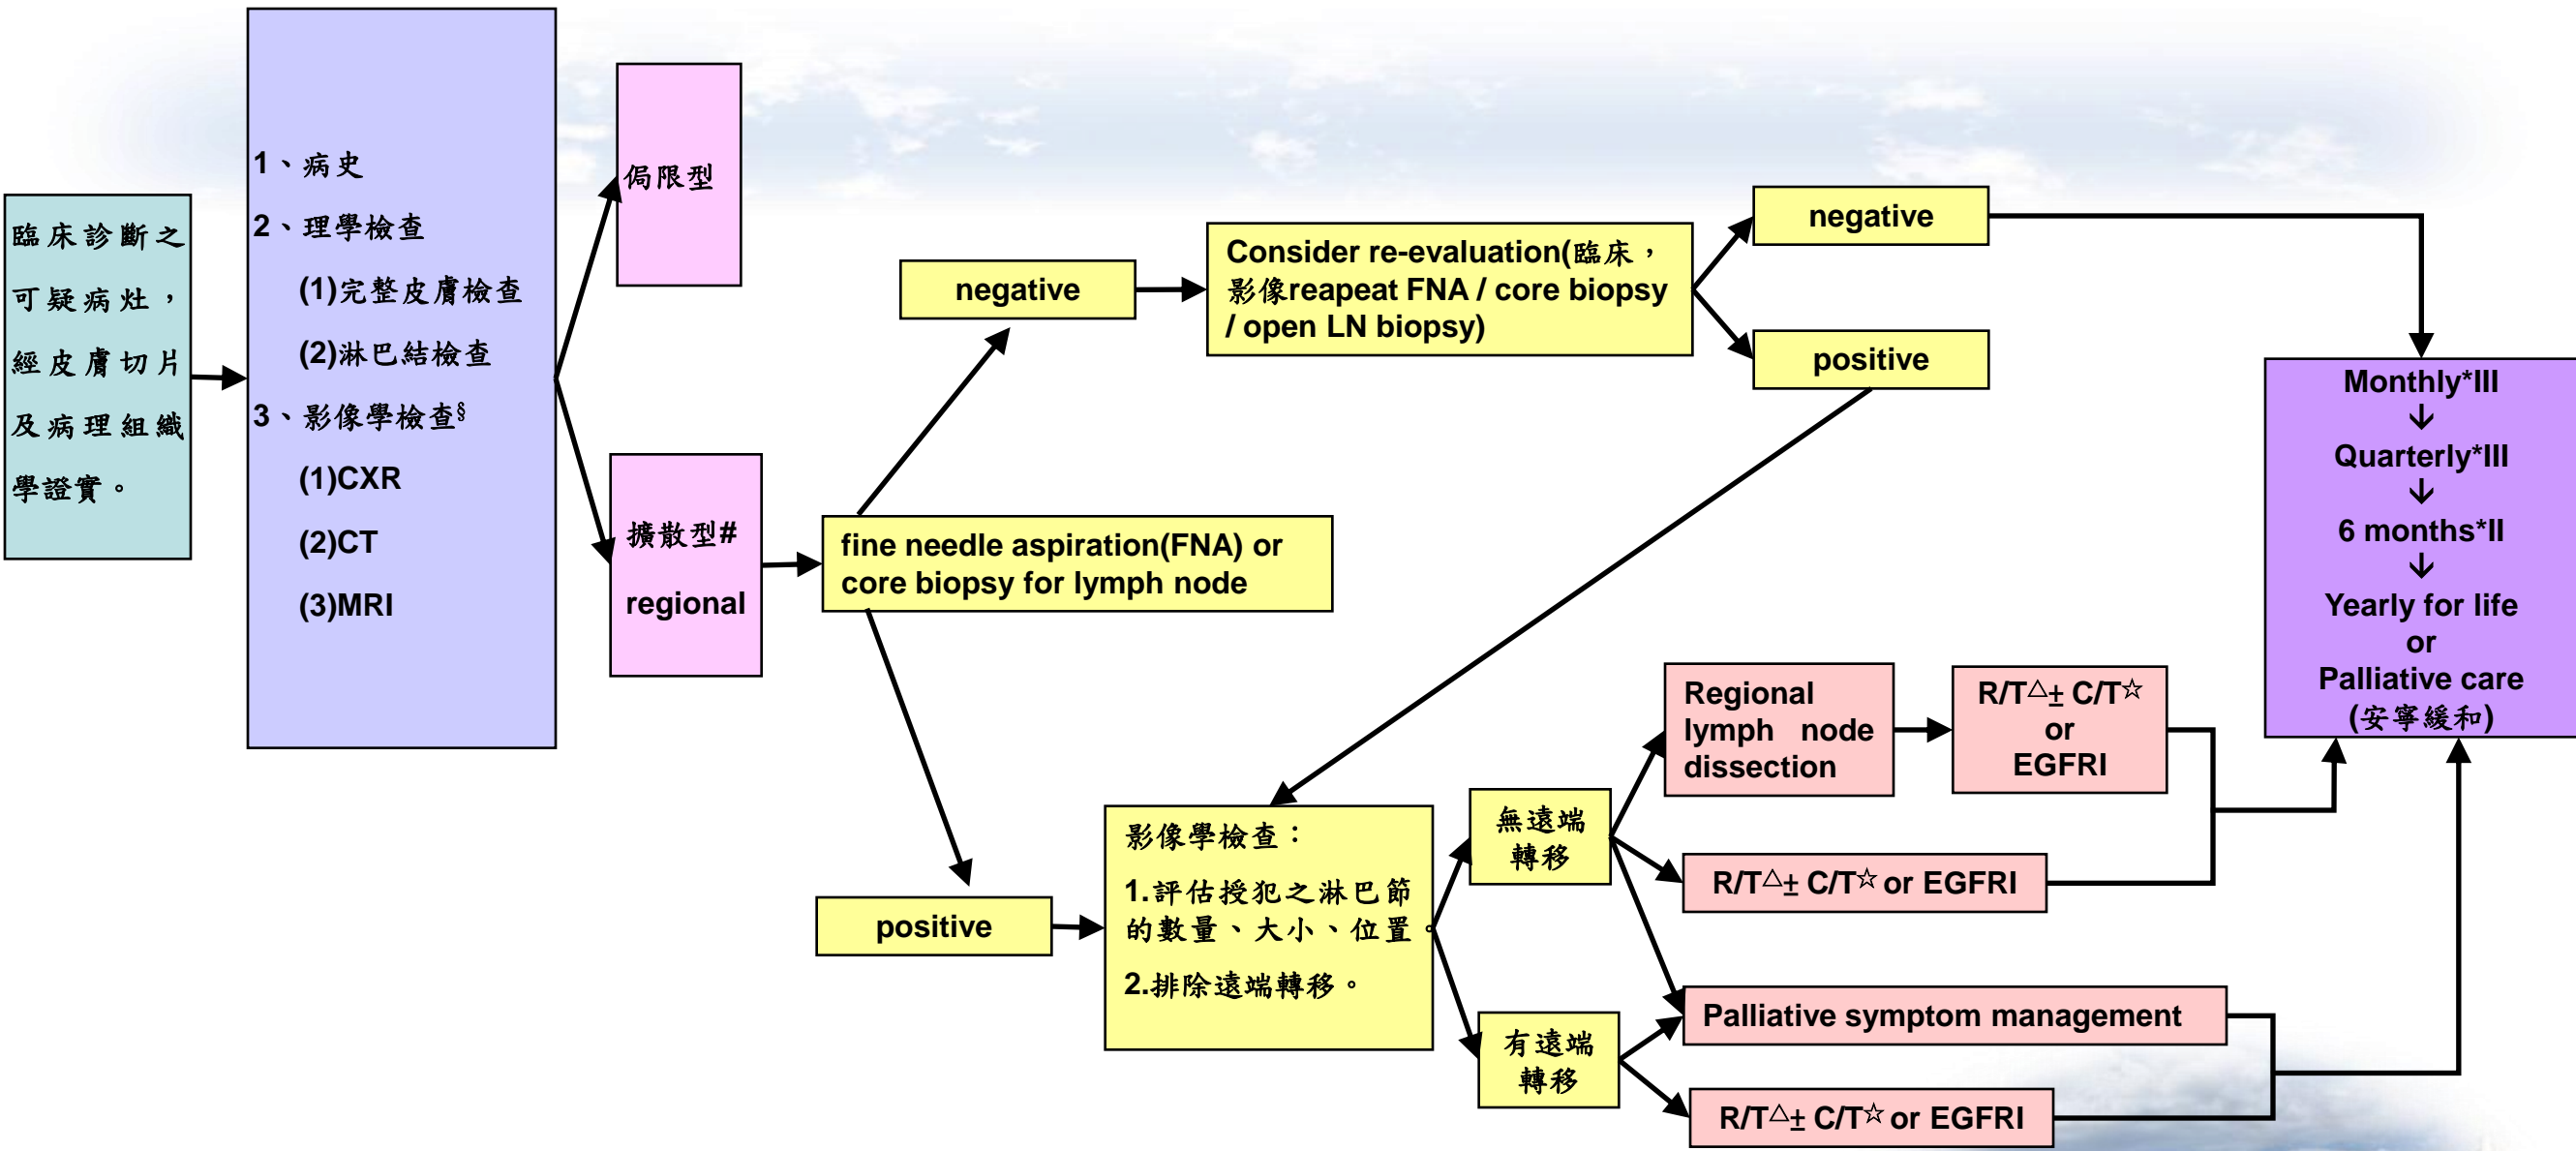 臨床診斷之
可疑病灶，
經皮膚切片
及病理組織
學證實。
1、病史
2、理學檢查
(1)完整皮膚檢查
(2)淋巴結檢查
3、影像學檢查§
(1)CXR
(2)CT
(3)MRI
侷限型
擴散型#
regional
fine needle aspiration(FNA) or
core biopsy for lymph node
negative
Consider re-evaluation(臨床，
影像reapeat FNA / core biopsy
/ open LN biopsy)
negative
positive
positive
影像學檢查：
1.評估授犯之淋巴節
的數量、大小、位置。
2.排除遠端轉移。
無遠端
轉移
有遠端
轉移
Regional
lymph node
dissection
R/T△± C/T☆
or
EGFRI
R/T△± C/T☆ or EGFRI
Palliative symptom management
R/T△± C/T☆ or EGFRI
Monthly*III
↓
Quarterly*III
↓
6 months*II
↓
Yearly for life
or
Palliative care
(安寧緩和)